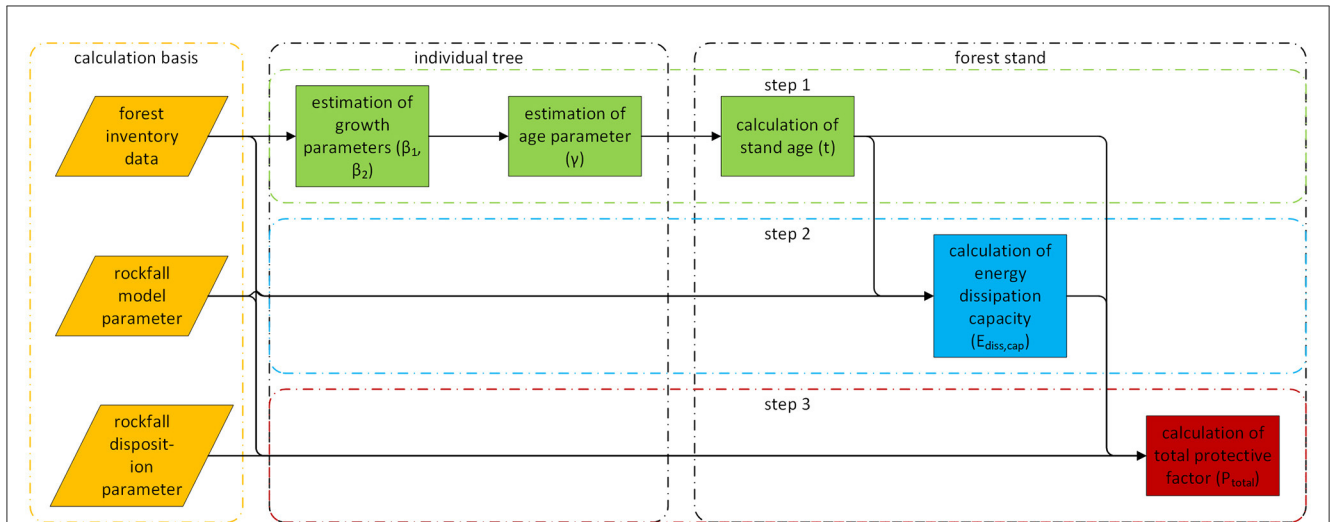 calculation basis
individual tree
forest stand
step 1
forest
inventory
data
estimation of
growth
parameters (β₁,
β₂)
estimation of
age parameter
(γ)
calculation of
stand age (t)
step 2
rockfall
model
parameter
calculation of
energy
dissipation
capacity
(E_diss,cap)
step 3
rockfall
disposit-
ion
parameter
calculation of
total protective
factor (P_total)